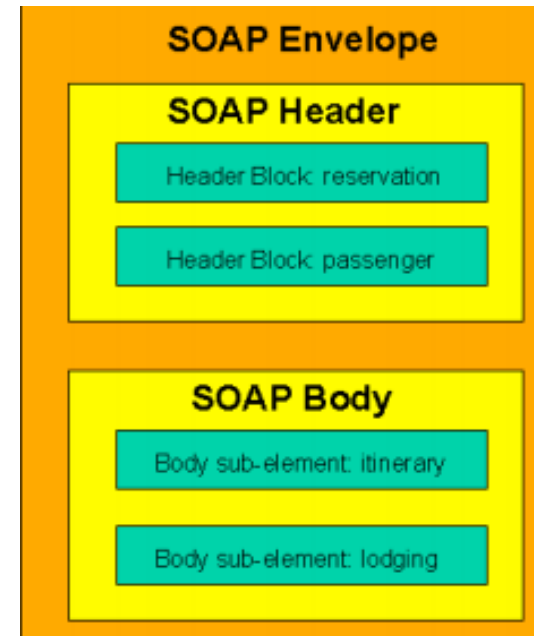 SOAP Envelope
SOAP Header
Header Block: reservation
Header Block: passenger
SOAP Body
Body sub-element: itinerary
Body sub-element: lodging